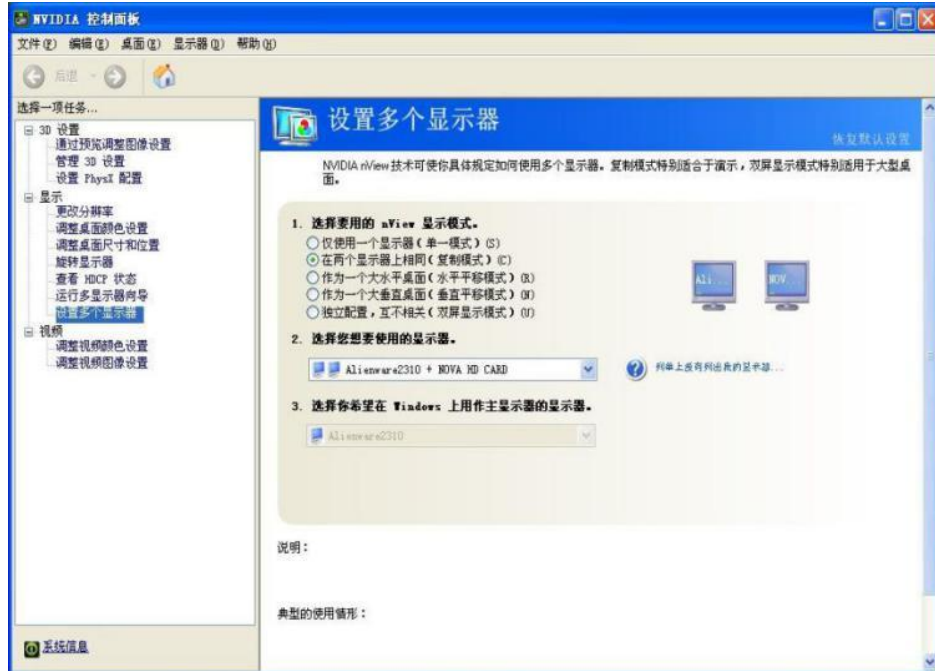 NVIDIA 控制面板
文件(F) 编辑(E) 桌面(K) 显示器(D) 帮助(H)
后退
选择一项任务...
3D 设置
通过预览调整图像设置
管理 3D 设置
设置 PhysX 配置
显示
更改分辨率
调整桌面颜色设置
调整桌面尺寸和位置
旋转显示器
查看 HDCP 状态
运行多显示器向导
设置多个显示器
视频
调整视频颜色设置
调整视频图像设置
系统信息
设置多个显示器
恢复默认设置
NVIDIA nView 技术可使你具体规定如何使用多个显示器。复制模式特别适合于演示，双屏显示模式特别适用于大型桌
面。
1. 选择要用的 nView 显示模式。
仅使用一个显示器(单一模式)(S)
在两个显示器上相同(复制模式)(C)
作为一个大水平桌面(水平平移模式)(R)
作为一个大垂直桌面(垂直平移模式)(N)
独立配置，互不相关(双屏显示模式)(U)
Ali...
NOV...
2. 选择您想要使用的显示器。
Alienware2310 + NOVA HD CARD
列单上没有列出我的显示器...
3. 选择你希望在 Windows 上用作主显示器的显示器。
Alienware2310
说明：
典型的使用情形：